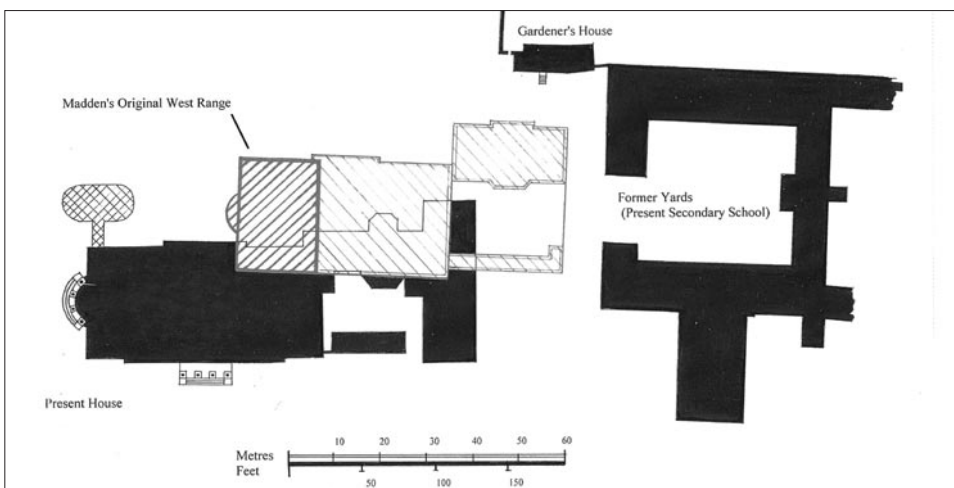 Gardener's House
Madden's Original West Range
Former Yards
(Present Secondary School)
Present House
10 20 30 40 50 60
Metres
Feet
50 100 150